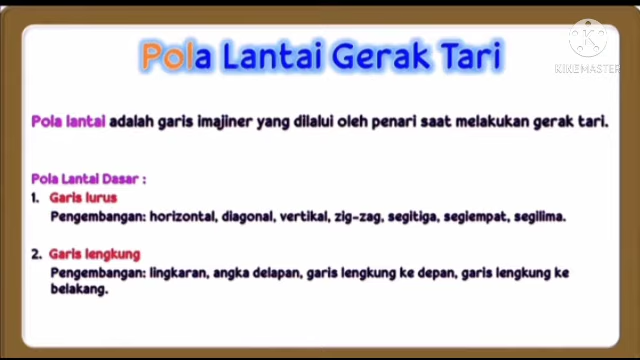 Pola Lantai Gerak Tari
KINEMASTER
Pola lantai adalah garis imajiner yang dilalui oleh penari saat melakukan gerak tari.
Pola Lantai Dasar :
1. Garis lurus
Pengembangan: horizontal, diagonal, vertikal, zig-zag, segitiga, segiempat, segilima.
2. Garis lengkung
Pengembangan: lingkaran, angka delapan, garis lengkung ke depan, garis lengkung ke
belakang.